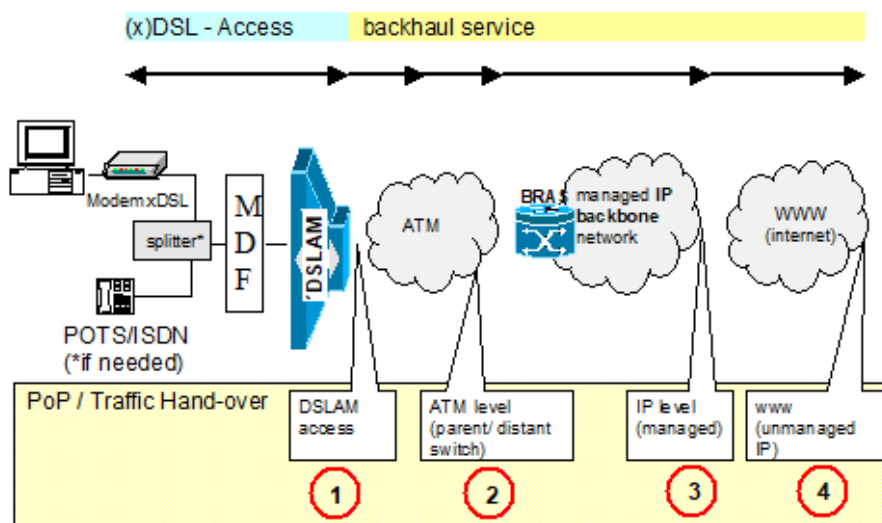 (x)DSL - Access
backhaul service
Modem xDSL
splitter*
POTS/ISDN
(*if needed)
M
D
F
'DSLAM
ATM
BRAS
managed IP
backbone
network
WWW
(internet)
PoP / Traffic Hand-over
DSLAM
access
ATM level
(parent/ distant
switch)
IP level
(managed)
www
(unmanaged
IP)
1
2
3
4